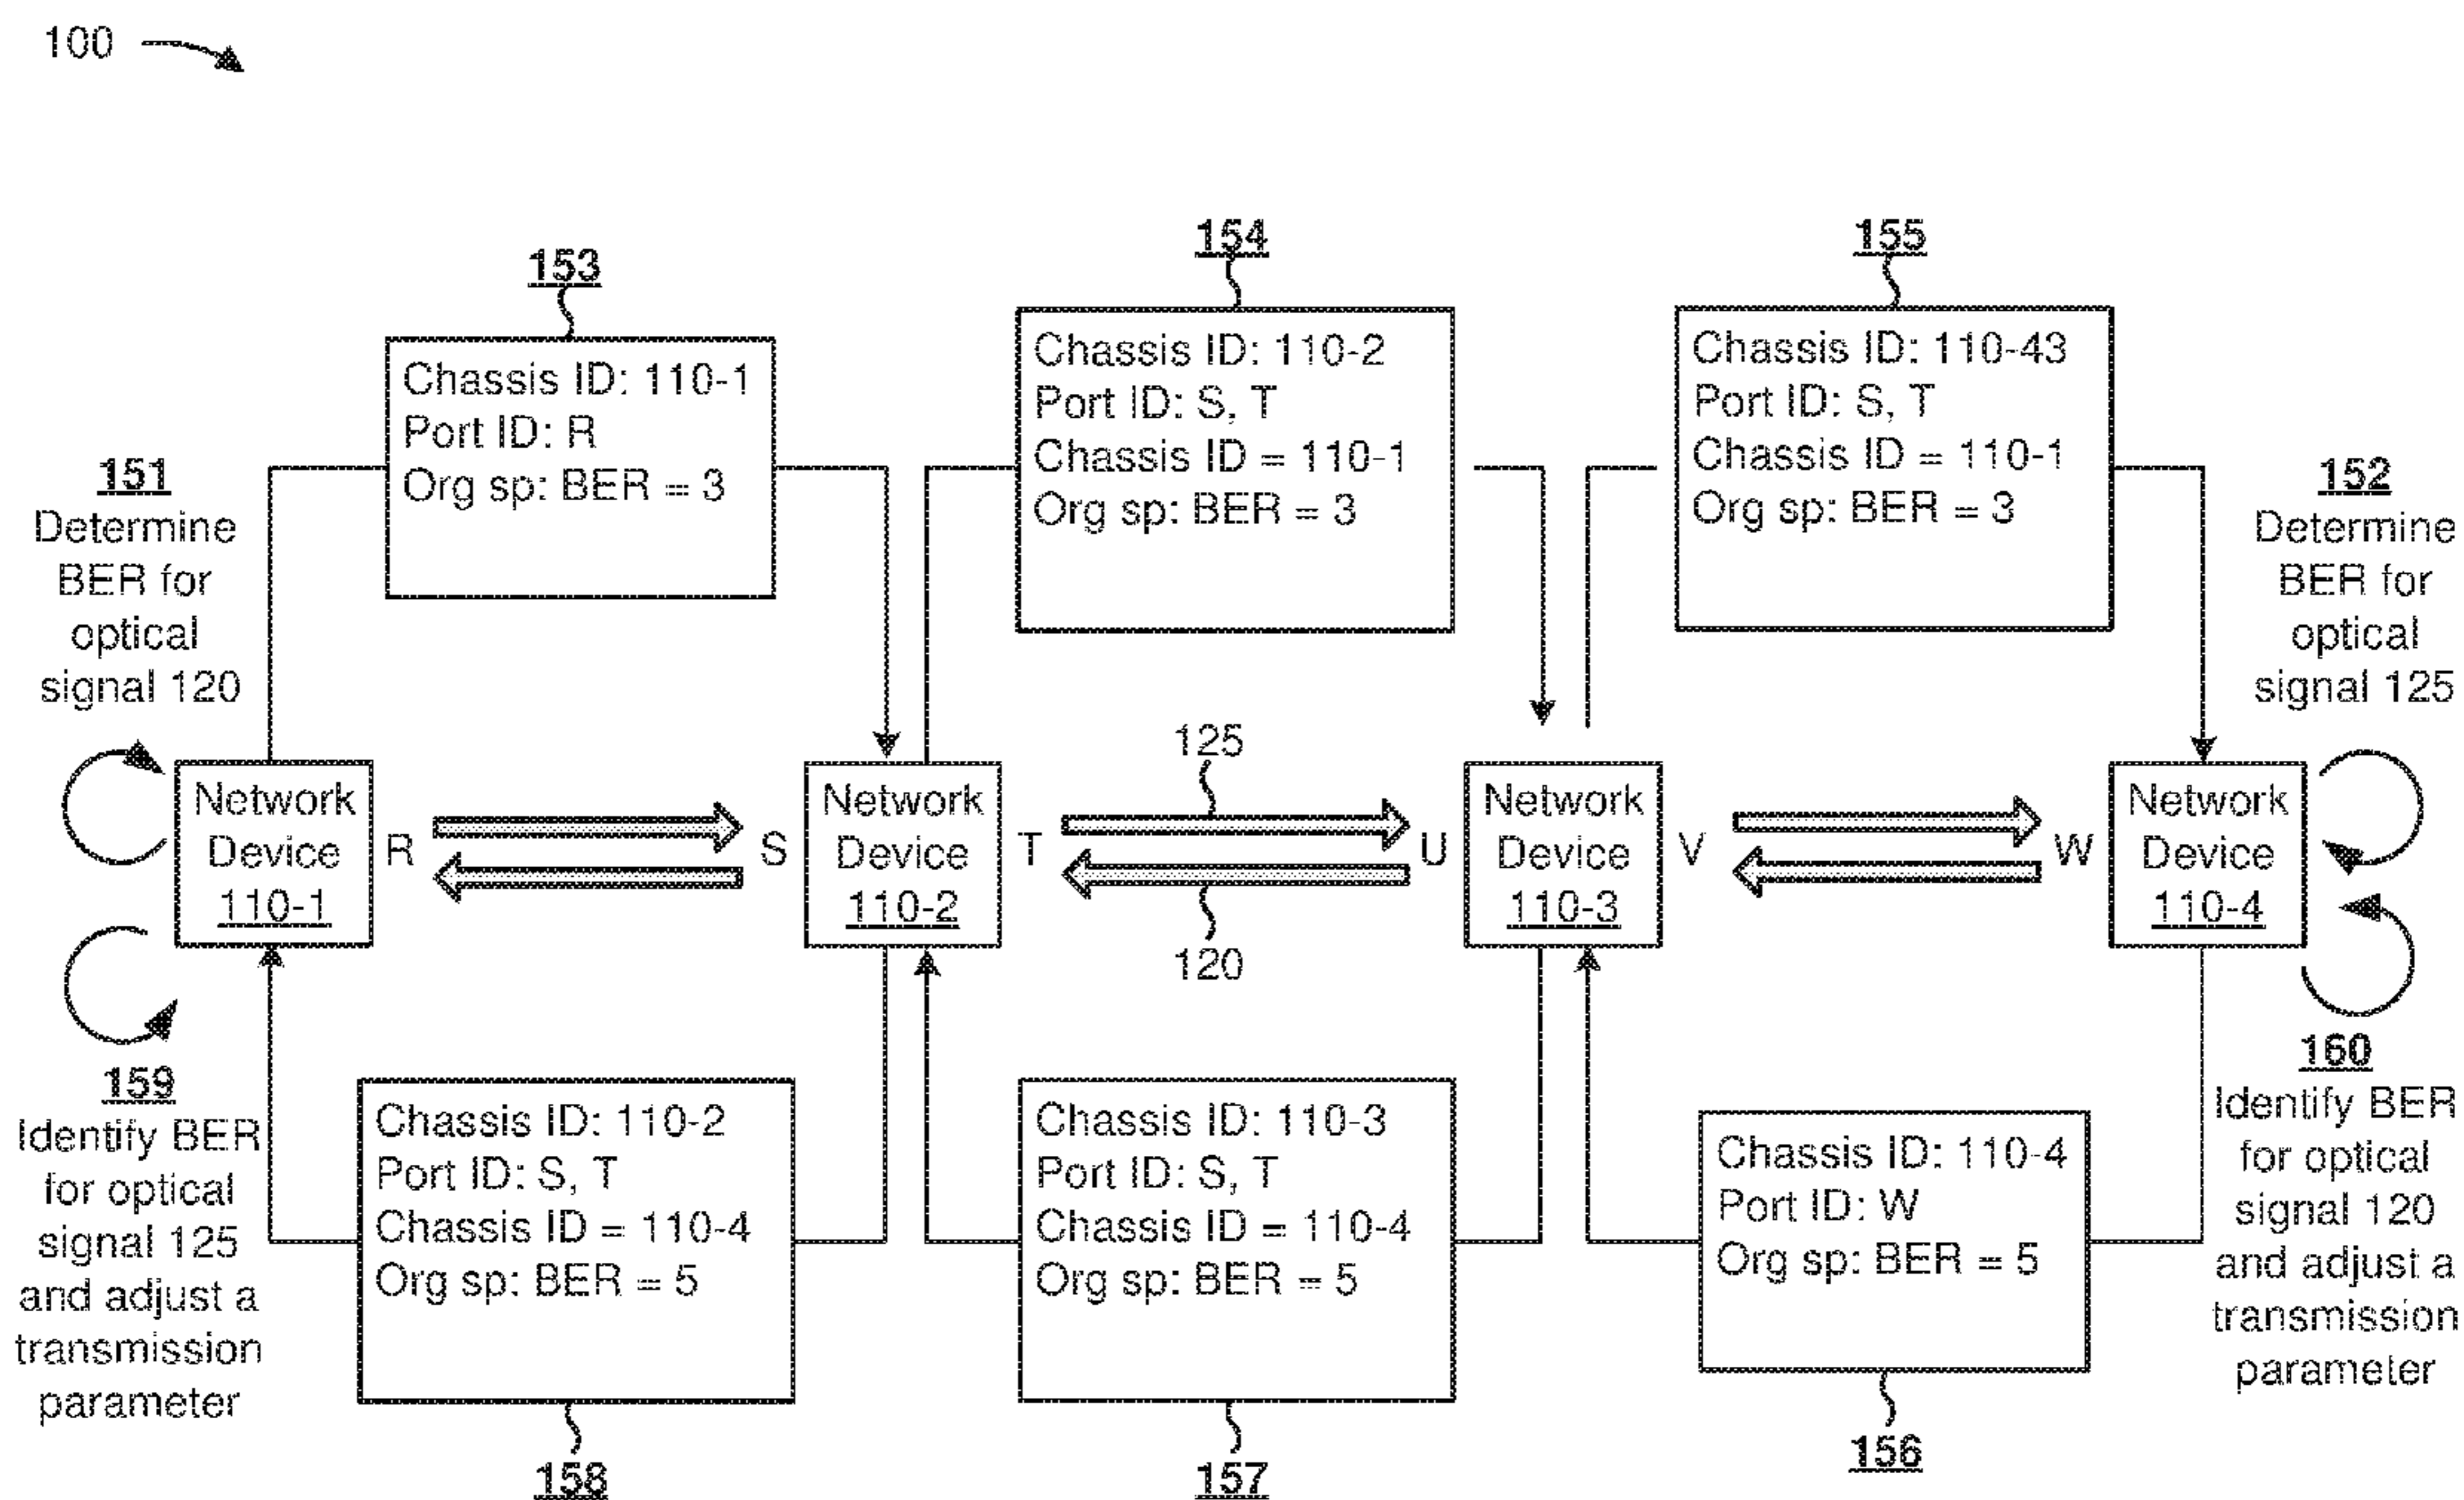 100
153
Chassis ID: 110-1
Port ID: R
Org sp: BER = 3
154
Chassis ID: 110-2
Port ID: S, T
Chassis ID = 110-1
Org sp: BER = 3
155
Chassis ID: 110-43
Port ID: S, T
Chassis ID = 110-1
Org sp: BER = 3
151
Determine
BER for
optical
signal 120
152
Determine
BER for
optical
signal 125
Network
Device
110-1
R
S
Network
Device
110-2
T
125
120
U
Network
Device
110-3
V
W
Network
Device
110-4
159
Identify BER
for optical
signal 125
and adjust a
transmission
parameter
Chassis ID: 110-2
Port ID: S, T
Chassis ID = 110-4
Org sp: BER = 5
158
Chassis ID: 110-3
Port ID: S, T
Chassis ID = 110-4
Org sp: BER = 5
157
Chassis ID: 110-4
Port ID: W
Org sp: BER = 5
156
160
Identify BER
for optical
signal 120
and adjust a
transmission
parameter